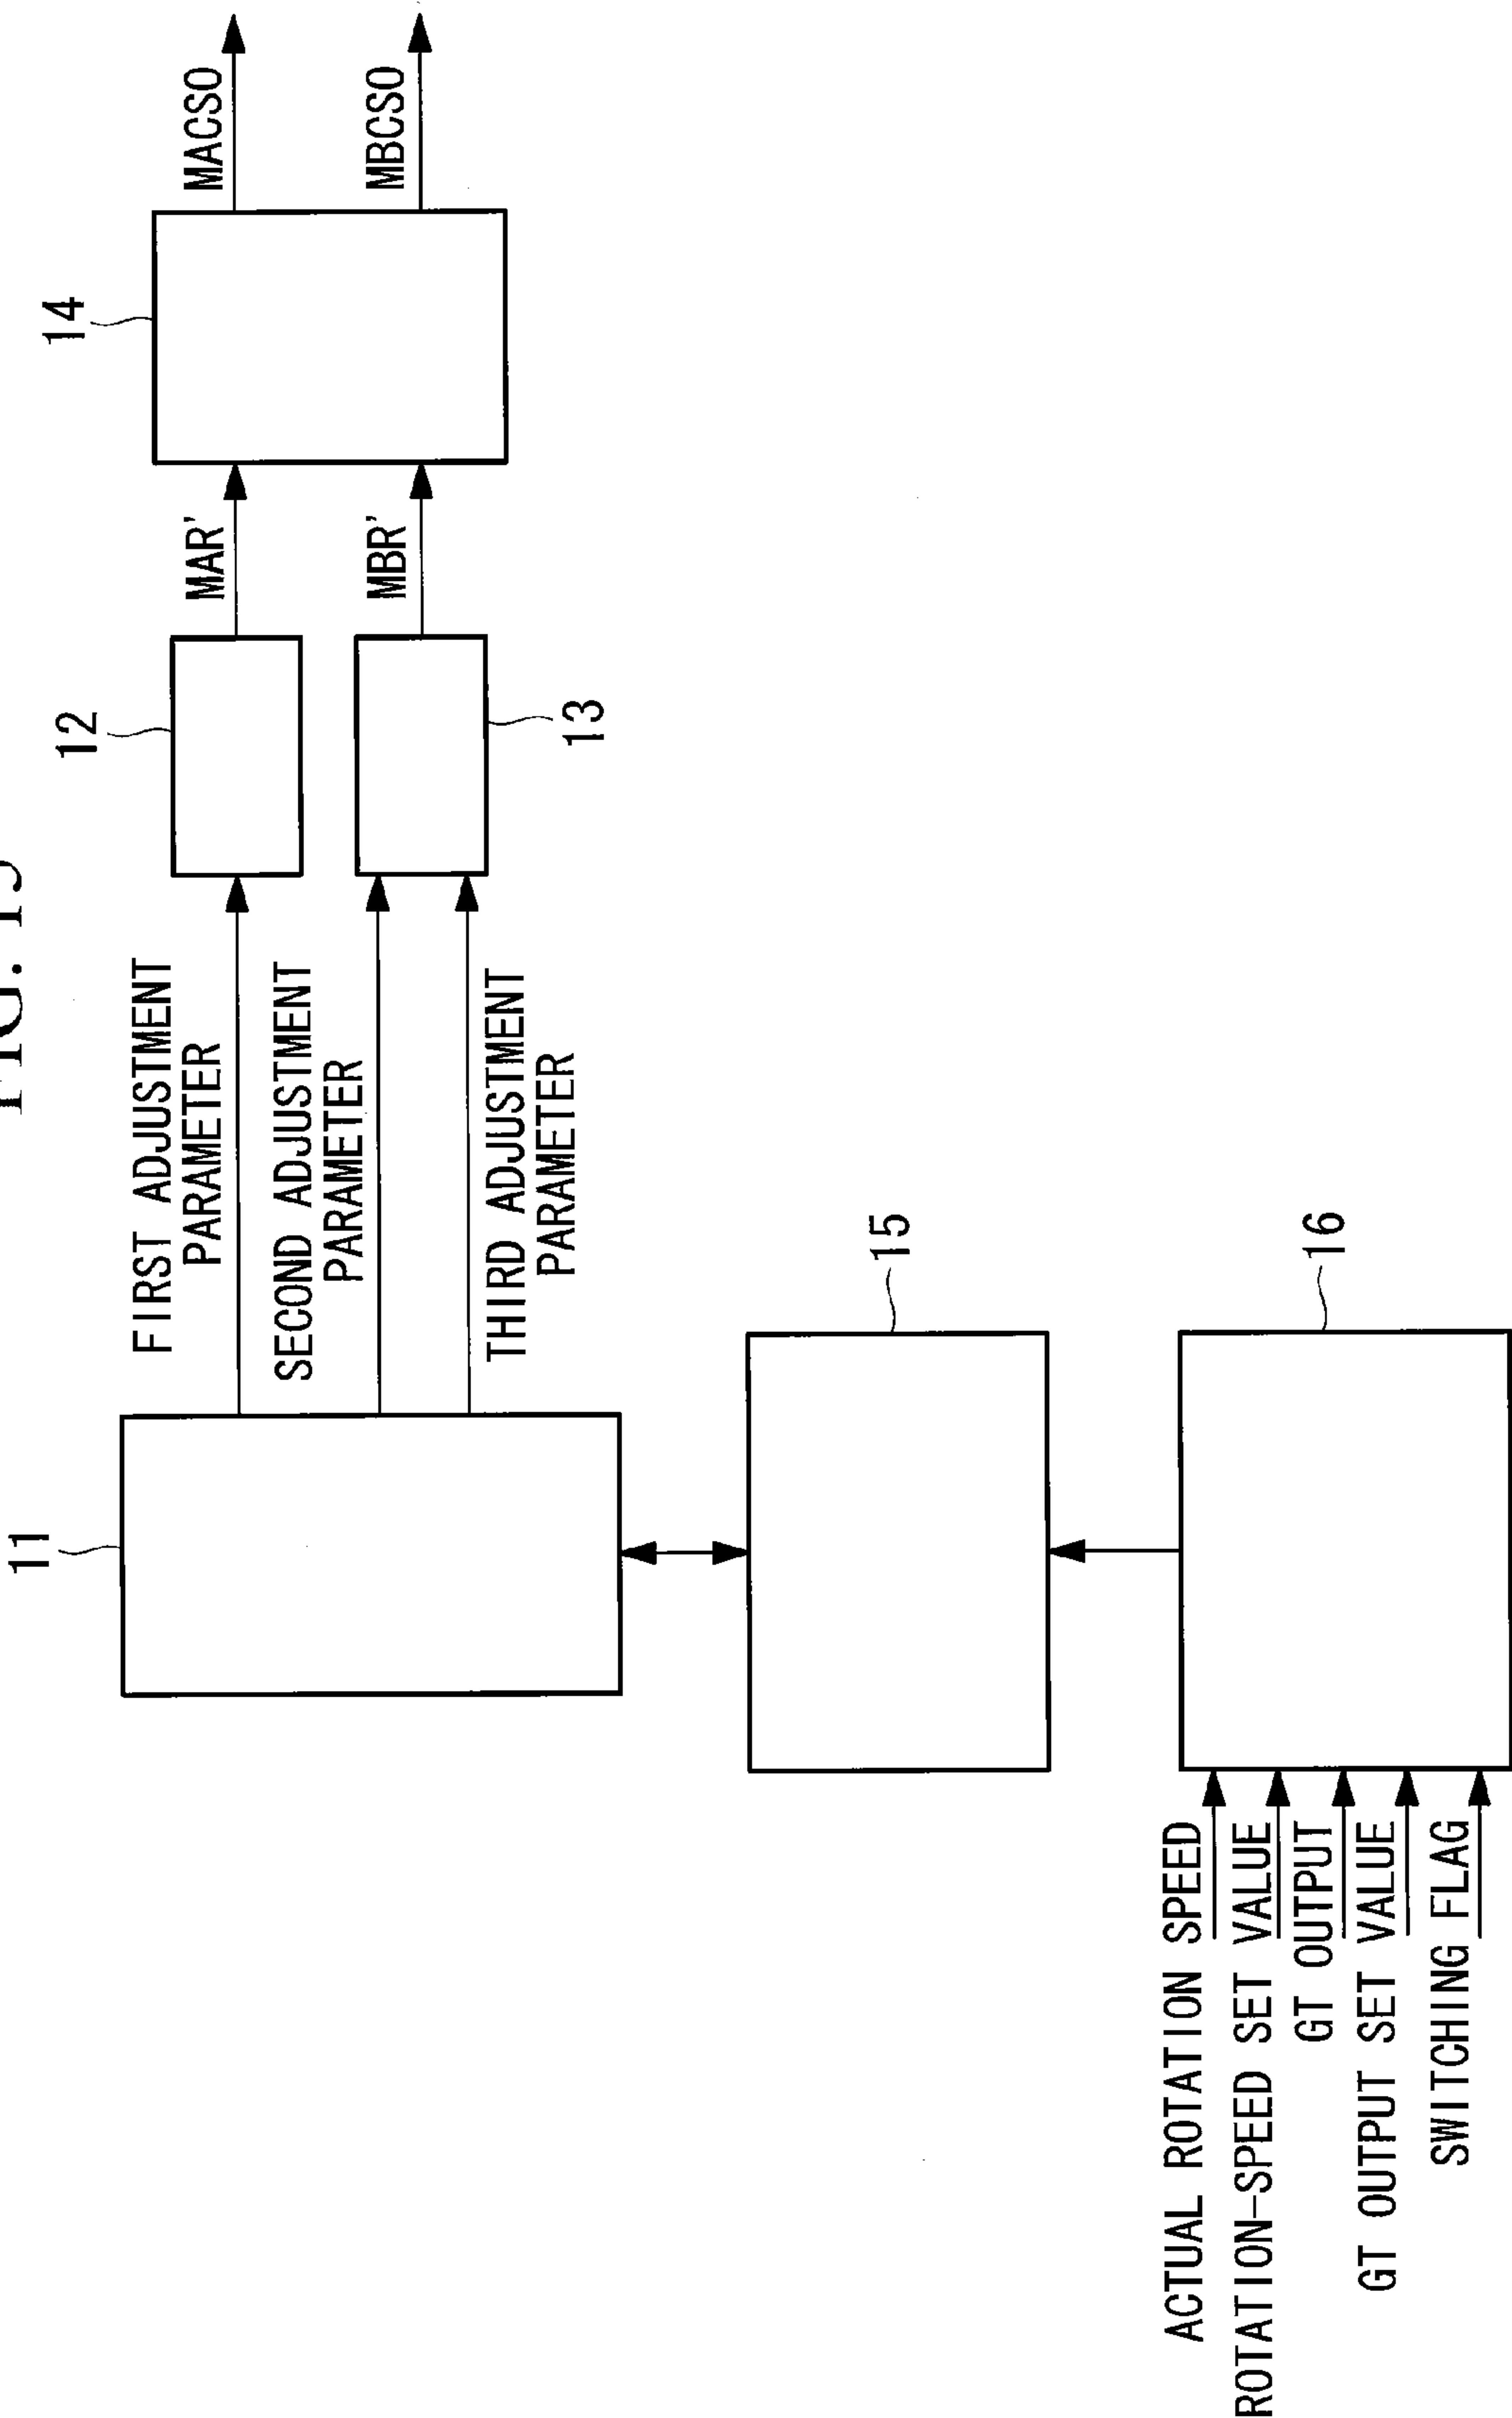 FIG.
11
FIRST ADJUSTMENT
PARAMETER
SECOND ADJUSTMENT
PARAMETER
THIRD ADJUSTMENT
PARAMETER
12
13
MAR'
MBR'
14
MACSO
MBCSO
15
16
ACTUAL ROTATION SPEED
ROTATION-SPEED SET VALUE
GT OUTPUT
GT OUTPUT SET VALUE
SWITCHING FLAG